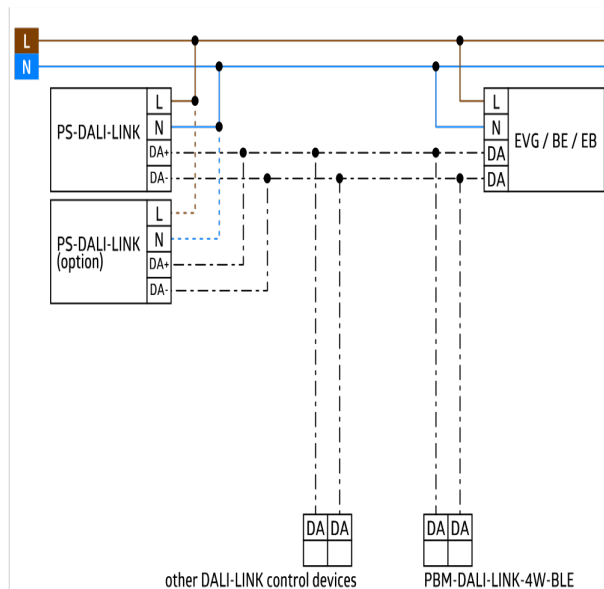 L
N
PS-DALI-LINK
L
N
DA+
DA-
L
N
DA
DA
EVG / BE / EB
PS-DALI-LINK
(option)
L
N
DA+
DA-
DA DA
DA DA
other DALI-LINK control devices
PBM-DALI-LINK-4W-BLE